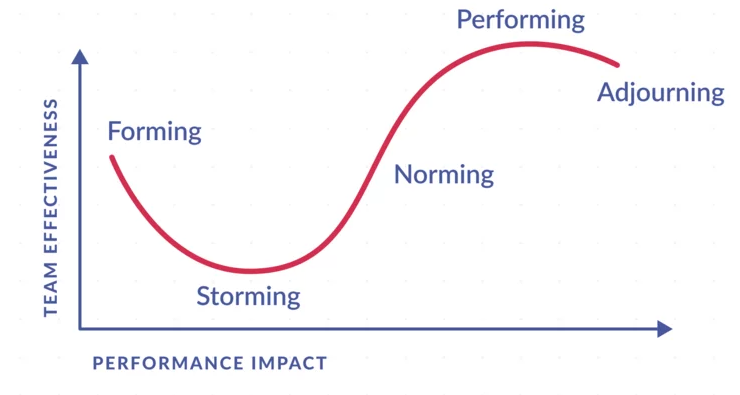 Performing
Adjourning
Forming
Norming
Storming
TEAM EFFECTIVENESS
PERFORMANCE IMPACT